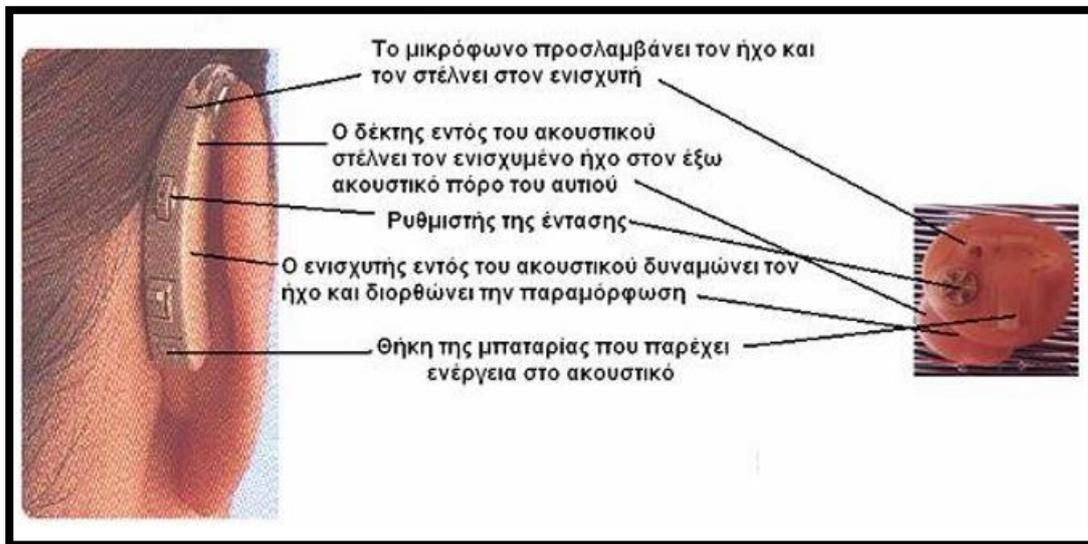 Το μικρόφωνο προσλαμβάνει τον ήχο και
τον στέλνει στον ενισχυτή
Ο δέκτης εντός του ακουστικού
στέλνει τον ενισχυμένο ήχο στον έξω
ακουστικό πόρο του αυτιού
Ρυθμιστής της έντασης
Ο ενισχυτής εντός του ακουστικού δυναμώνει τον
ήχο και διορθώνει την παραμόρφωση
Θήκη της μπαταρίας που παρέχει
ενέργεια στο ακουστικό